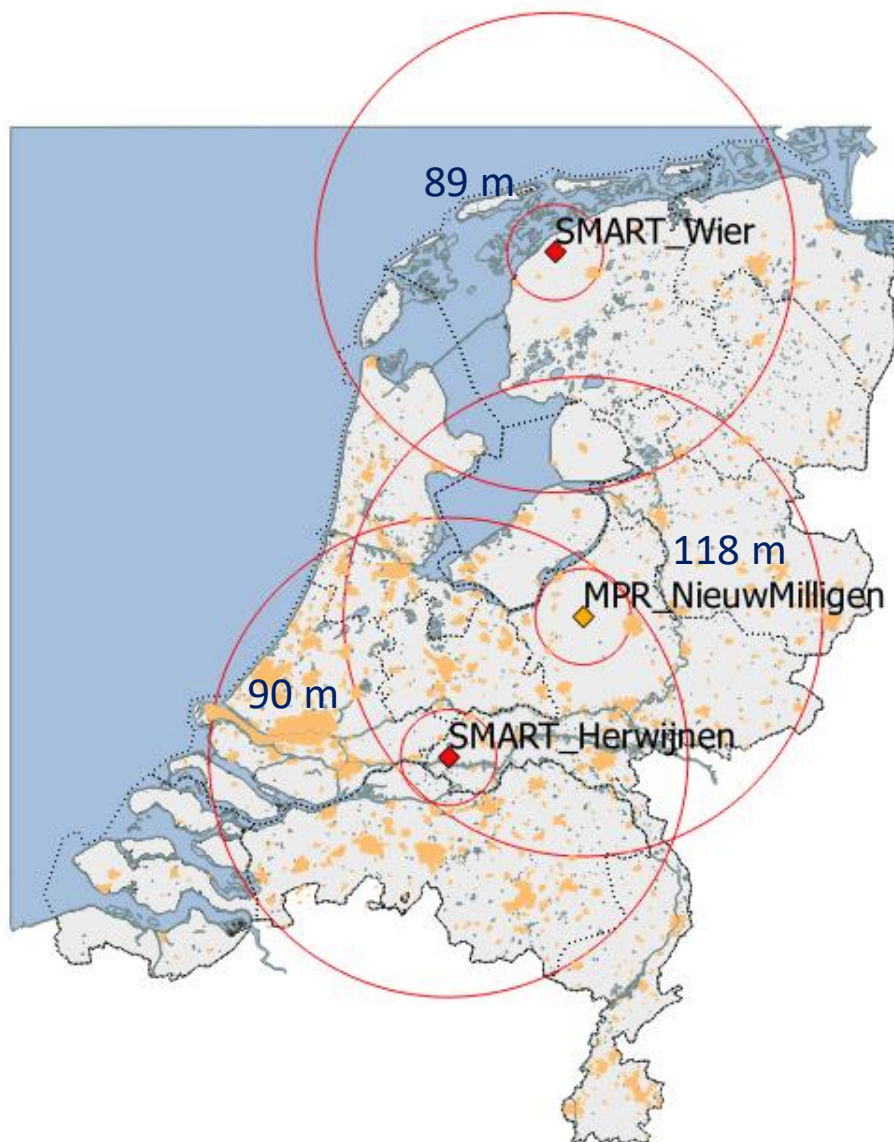 89 m
SMART_Wier
118 m
MPR_NieuwMilligen
90 m
SMART_Herwijnen